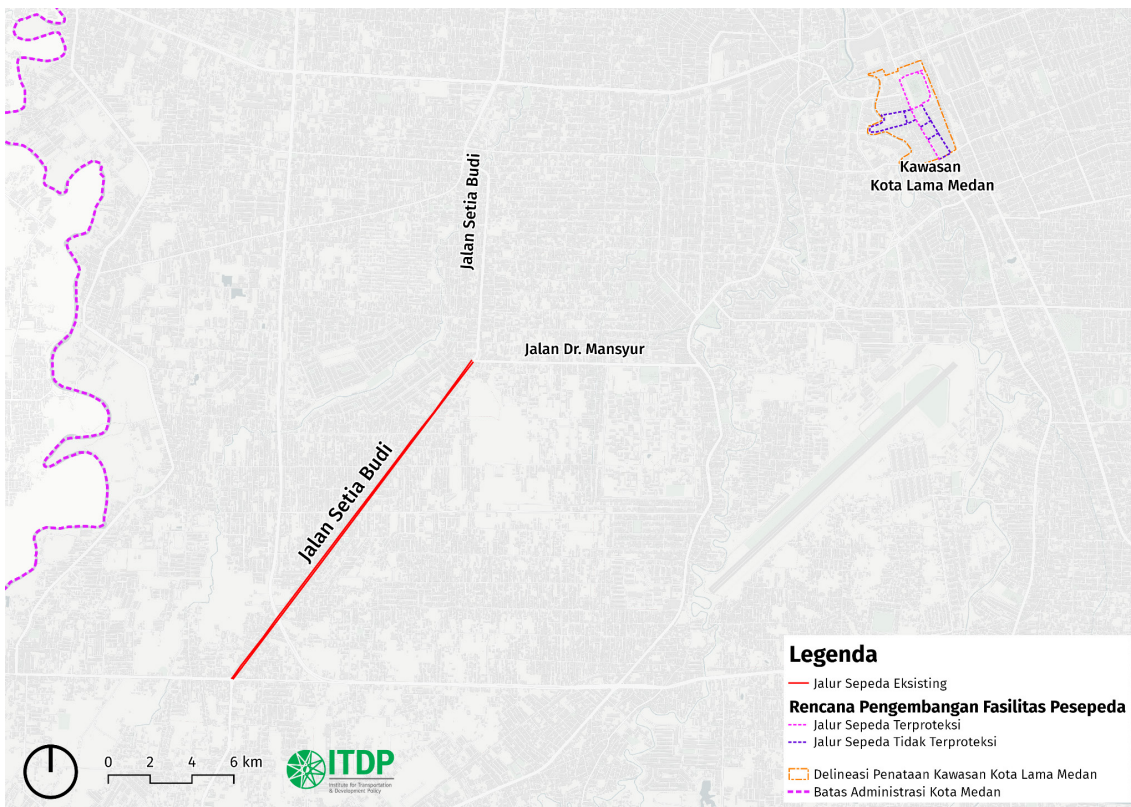 Kawasan
Kota Lama Medan
Jalan Setia Budi
Jalan Dr. Mansyur
Jalan Setia Budi
Legenda
Jalur Sepeda Eksisting
Rencana Pengembangan Fasilitas Pesepeda
Jalur Sepeda Terproteksi
Jalur Sepeda Tidak Terproteksi
Delineasi Penataan Kawasan Kota Lama Medan
Batas Administrasi Kota Medan
0 2 4 6 km
ITDP
Institute for Transportation
& Development Policy